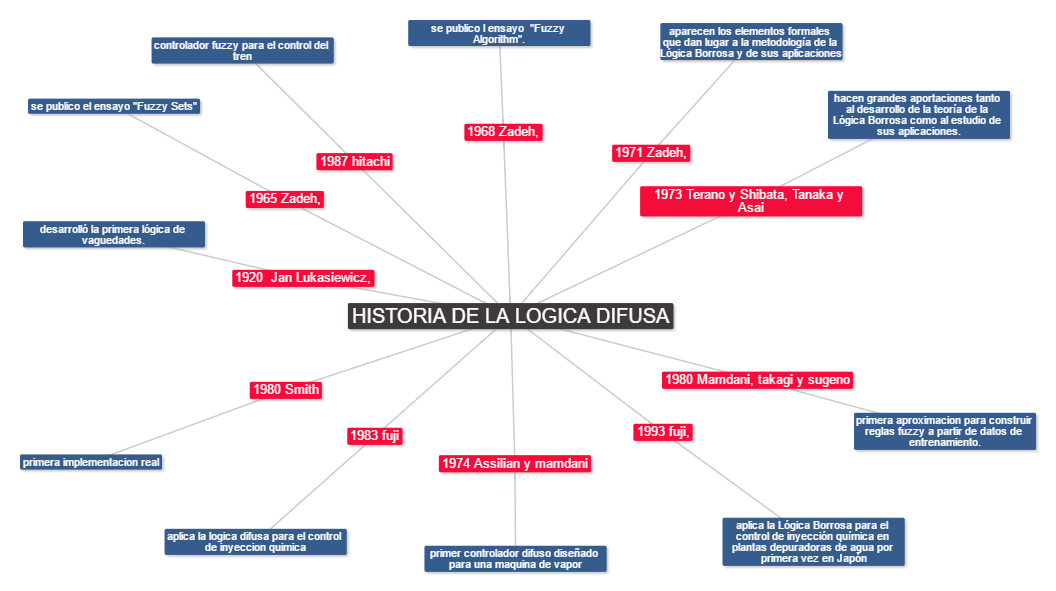 se publico l ensayo  "Fuzzy
Algorithm".
aparecen los elementos formales
que dan lugar a la metodología de la
Lógica Borrosa y de sus aplicaciones
controlador fuzzy para el control del
tren
hacen grandes aportaciones tanto
al desarrollo de la teoría de la
Lógica Borrosa como al estudio de
sus aplicaciones.
se publico el ensayo "Fuzzy Sets"
1968 Zadeh,
1971 Zadeh,
1987 hitachi
1965 Zadeh,
1973 Terano y Shibata, Tanaka y
Asai
desarrolló la primera lógica de
vaguedades.
1920  Jan Lukasiewicz,
HISTORIA DE LA LOGICA DIFUSA
1980 Smith
1980 Mamdani, takagi y sugeno
primera aproximacion para construir
reglas fuzzy a partir de datos de
entrenamiento.
1983 fuji
1993 fuji,
primera implementacion real
1974 Assilian y mamdani
aplica la logica difusa para el control
de inyeccion quimica
primer controlador difuso diseñado
para una maquina de vapor
aplica la Lógica Borrosa para el
control de inyección química en
plantas depuradoras de agua por
primera vez en Japón